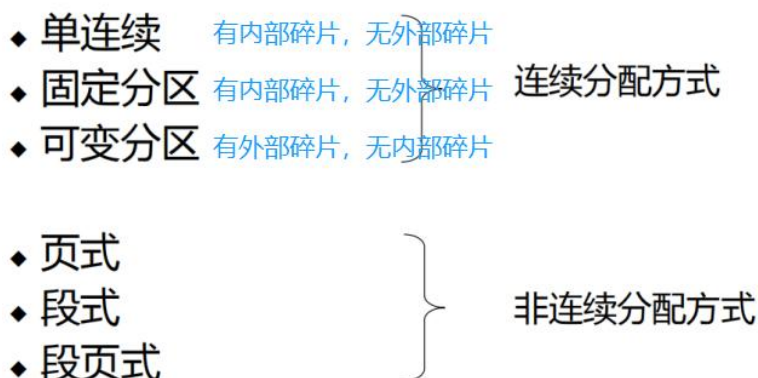 单连续 有内部碎片，无外部碎片
固定分区 有内部碎片，无外部碎片
可变分区 有外部碎片，无内部碎片
连续分配方式
页式
段式
段页式
非连续分配方式